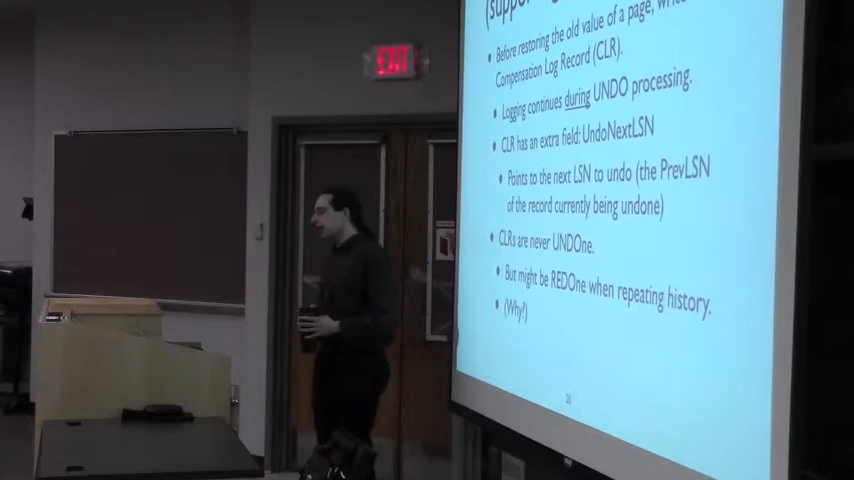 EXIT
(suppor
• Before restoring the old value of a page, write
Compensation Log Record (CLR).
• Logging continues during UNDO processing.
• CLR has an extra field: UndoNextLSN
• Points to the next LSN to undo (the PrevLSN
of the record currently being undone)
• CLRs are never UNDOne.
• But might be REDOne when repeating history.
• (Why?)